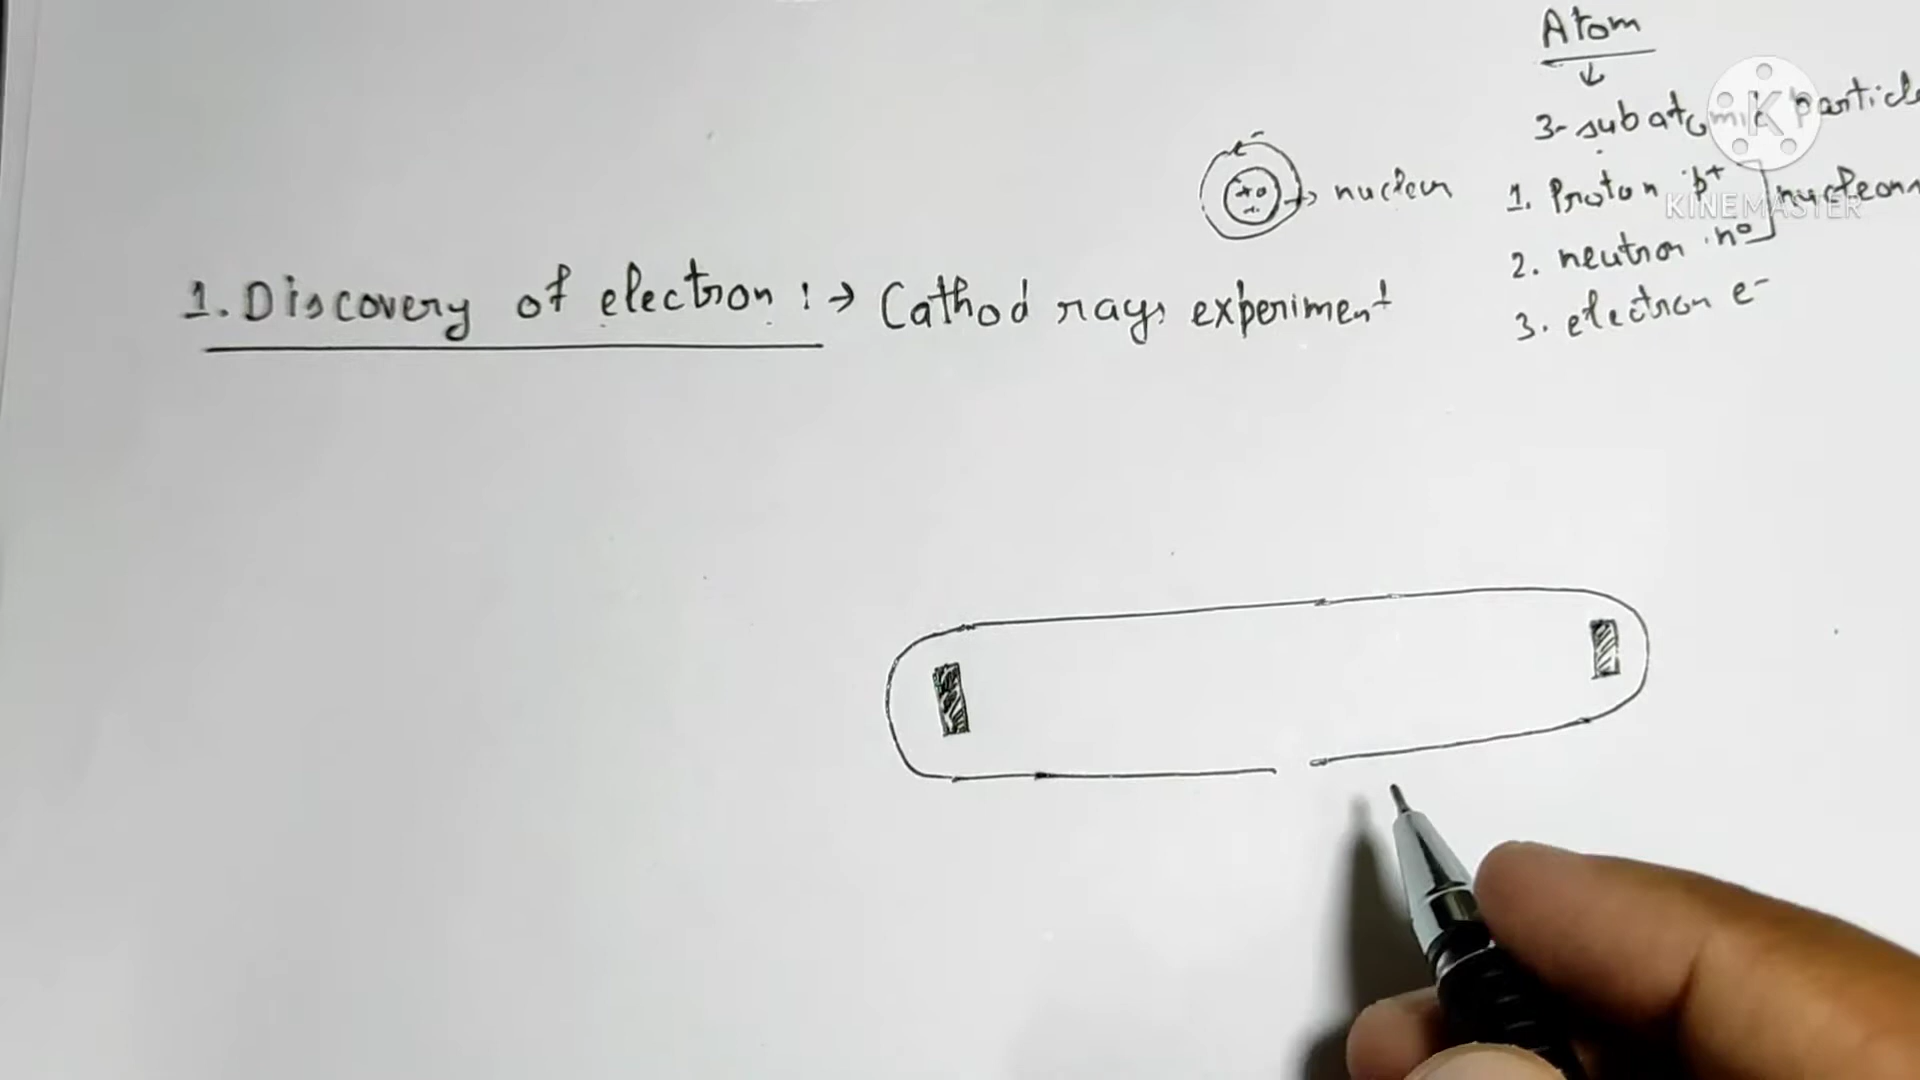 Atom
↓
3- subatomic particle
1. Proton p+ ] nucleons
2. neutron n° ]
3. electron e-
e-
→ nucleus
1. Discovery of electron :→ Cathod rays experiment
K
KINEMASTER